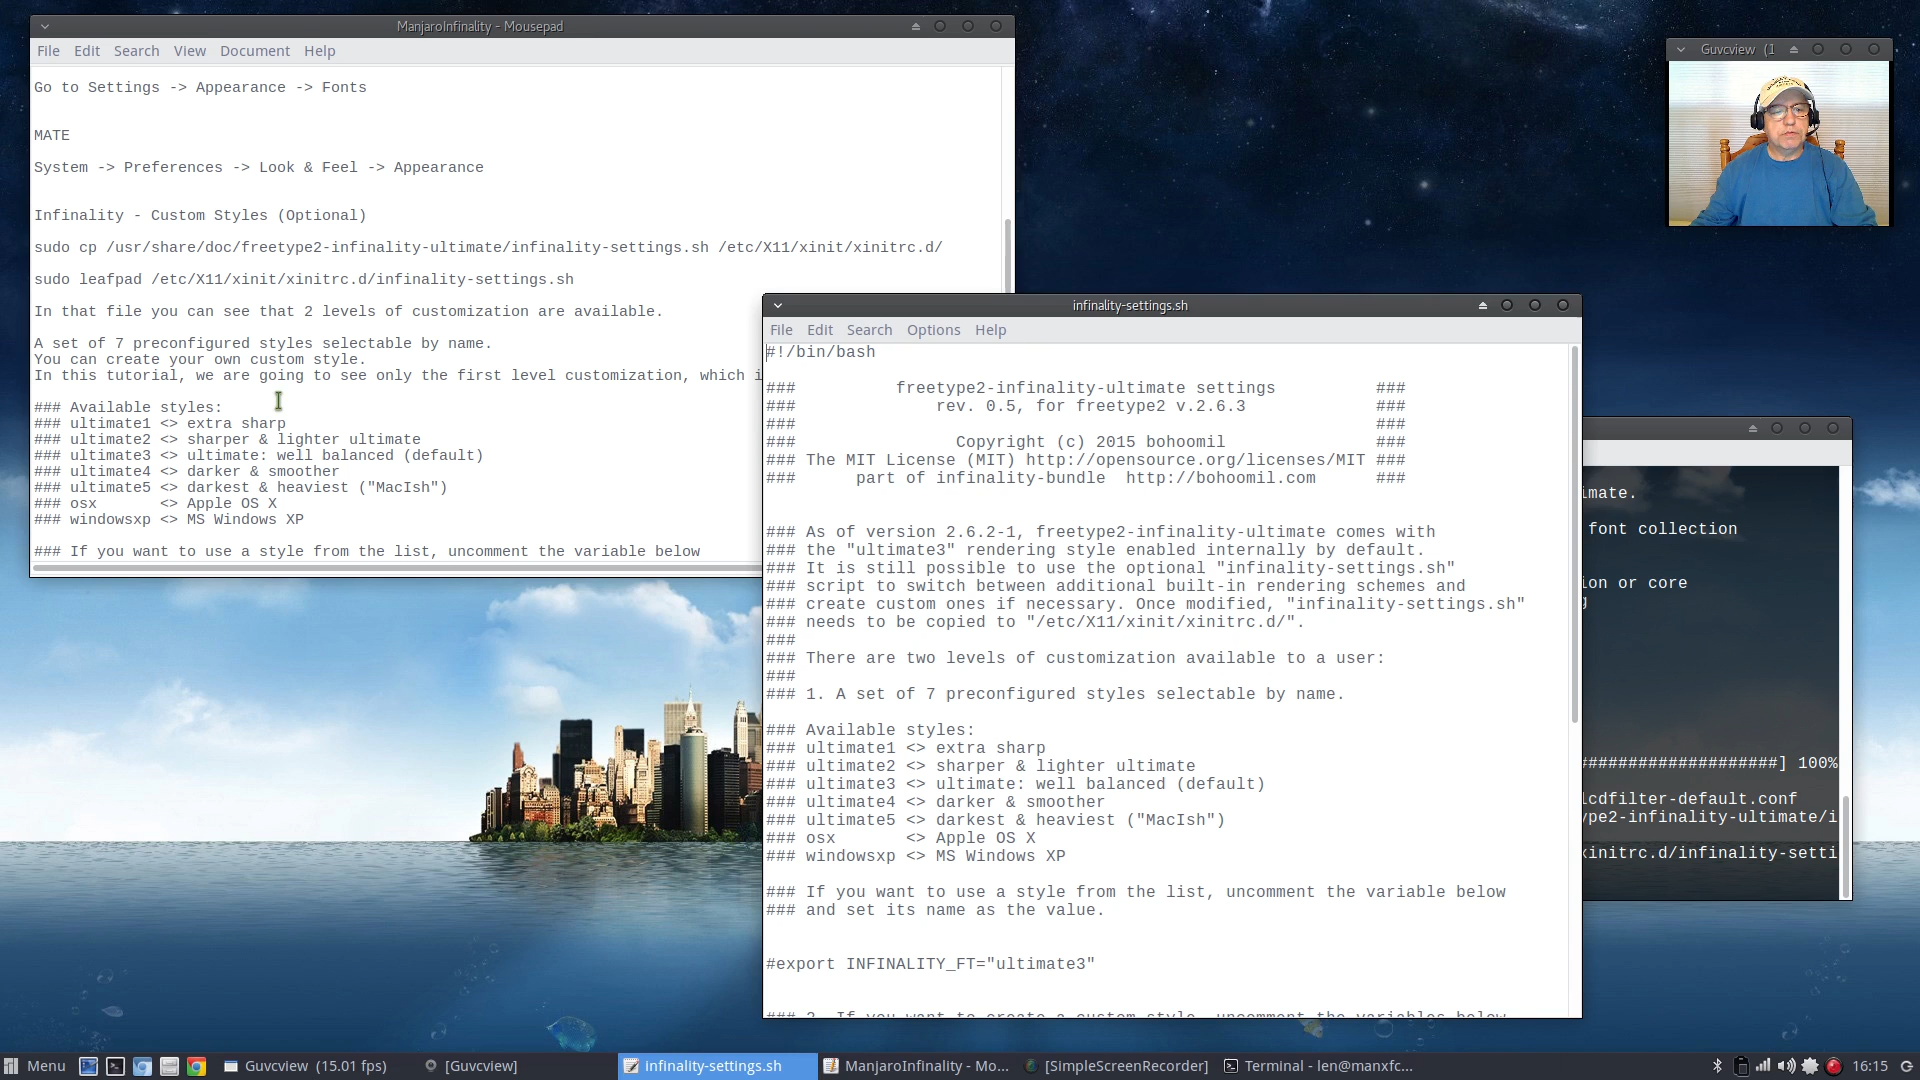 ManjaroInfinality - Mousepad
File Edit Search View Document Help
Go to Settings -> Appearance -> Fonts
MATE
System -> Preferences -> Look & Feel -> Appearance
Infinality - Custom Styles (Optional)
sudo cp /usr/share/doc/freetype2-infinality-ultimate/infinality-settings.sh /etc/X11/xinit/xinitrc.d/
sudo leafpad /etc/X11/xinit/xinitrc.d/infinality-settings.sh
In that file you can see that 2 levels of customization are available.
A set of 7 preconfigured styles selectable by name.
You can create your own custom style.
In this tutorial, we are going to see only the first level customization, which i
### Available styles:
### ultimate1 <> extra sharp
### ultimate2 <> sharper & lighter ultimate
### ultimate3 <> ultimate: well balanced (default)
### ultimate4 <> darker & smoother
### ultimate5 <> darkest & heaviest ("MacIsh")
### osx       <> Apple OS X
### windowsxp <> MS Windows XP
### If you want to use a style from the list, uncomment the variable below
Guvcview (1
infinality-settings.sh
File Edit Search Options Help
#!/bin/bash
###          freetype2-infinality-ultimate settings          ###
###              rev. 0.5, for freetype2 v.2.6.3             ###
###                                                          ###
###                Copyright (c) 2015 bohoomil               ###
### The MIT License (MIT) http://opensource.org/licenses/MIT ###
###      part of infinality-bundle  http://bohoomil.com      ###
### As of version 2.6.2-1, freetype2-infinality-ultimate comes with
### the "ultimate3" rendering style enabled internally by default.
### It is still possible to use the optional "infinality-settings.sh"
### script to switch between additional built-in rendering schemes and
### create custom ones if necessary. Once modified, "infinality-settings.sh"
### needs to be copied to "/etc/X11/xinit/xinitrc.d/".
###
### There are two levels of customization available to a user:
###
### 1. A set of 7 preconfigured styles selectable by name.
### Available styles:
### ultimate1 <> extra sharp
### ultimate2 <> sharper & lighter ultimate
### ultimate3 <> ultimate: well balanced (default)
### ultimate4 <> darker & smoother
### ultimate5 <> darkest & heaviest ("MacIsh")
### osx       <> Apple OS X
### windowsxp <> MS Windows XP
### If you want to use a style from the list, uncomment the variable below
### and set its name as the value.
#export INFINALITY_FT="ultimate3"
### 2. If you want to create a custom style, uncomment the variables below
imate.
font collection
ion or core
g
####################] 100%
lcdfilter-default.conf
ype2-infinality-ultimate/i
xinitrc.d/infinality-setti
Menu Guvcview (15.01 fps) [Guvcview] infinality-settings.sh ManjaroInfinality - Mo... [SimpleScreenRecorder] Terminal - len@manxfc... 16:15